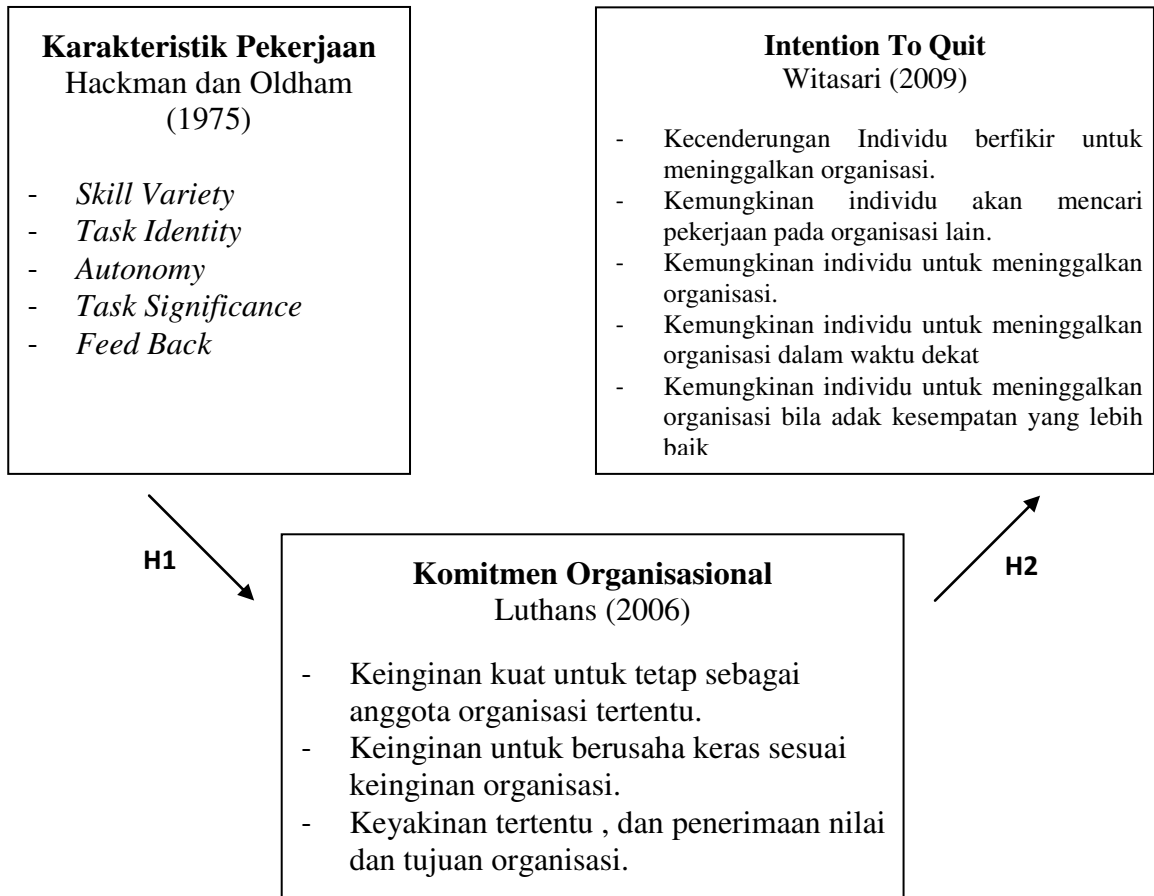 Karakteristik Pekerjaan
Hackman dan Oldham
(1975)
- Skill Variety
- Task Identity
- Autonomy
- Task Significance
- Feed Back
Intention To Quit
Witasari (2009)
- Kecenderungan Individu berfikir untuk
meninggalkan organisasi.
- Kemungkinan individu akan mencari
pekerjaan pada organisasi lain.
- Kemungkinan individu untuk meninggalkan
organisasi.
- Kemungkinan individu untuk meninggalkan
organisasi dalam waktu dekat
- Kemungkinan individu untuk meninggalkan
organisasi bila adak kesempatan yang lebih
baik
H1
H2
Komitmen Organisasional
Luthans (2006)
- Keinginan kuat untuk tetap sebagai
anggota organisasi tertentu.
- Keinginan untuk berusaha keras sesuai
keinginan organisasi.
- Keyakinan tertentu , dan penerimaan nilai
dan tujuan organisasi.